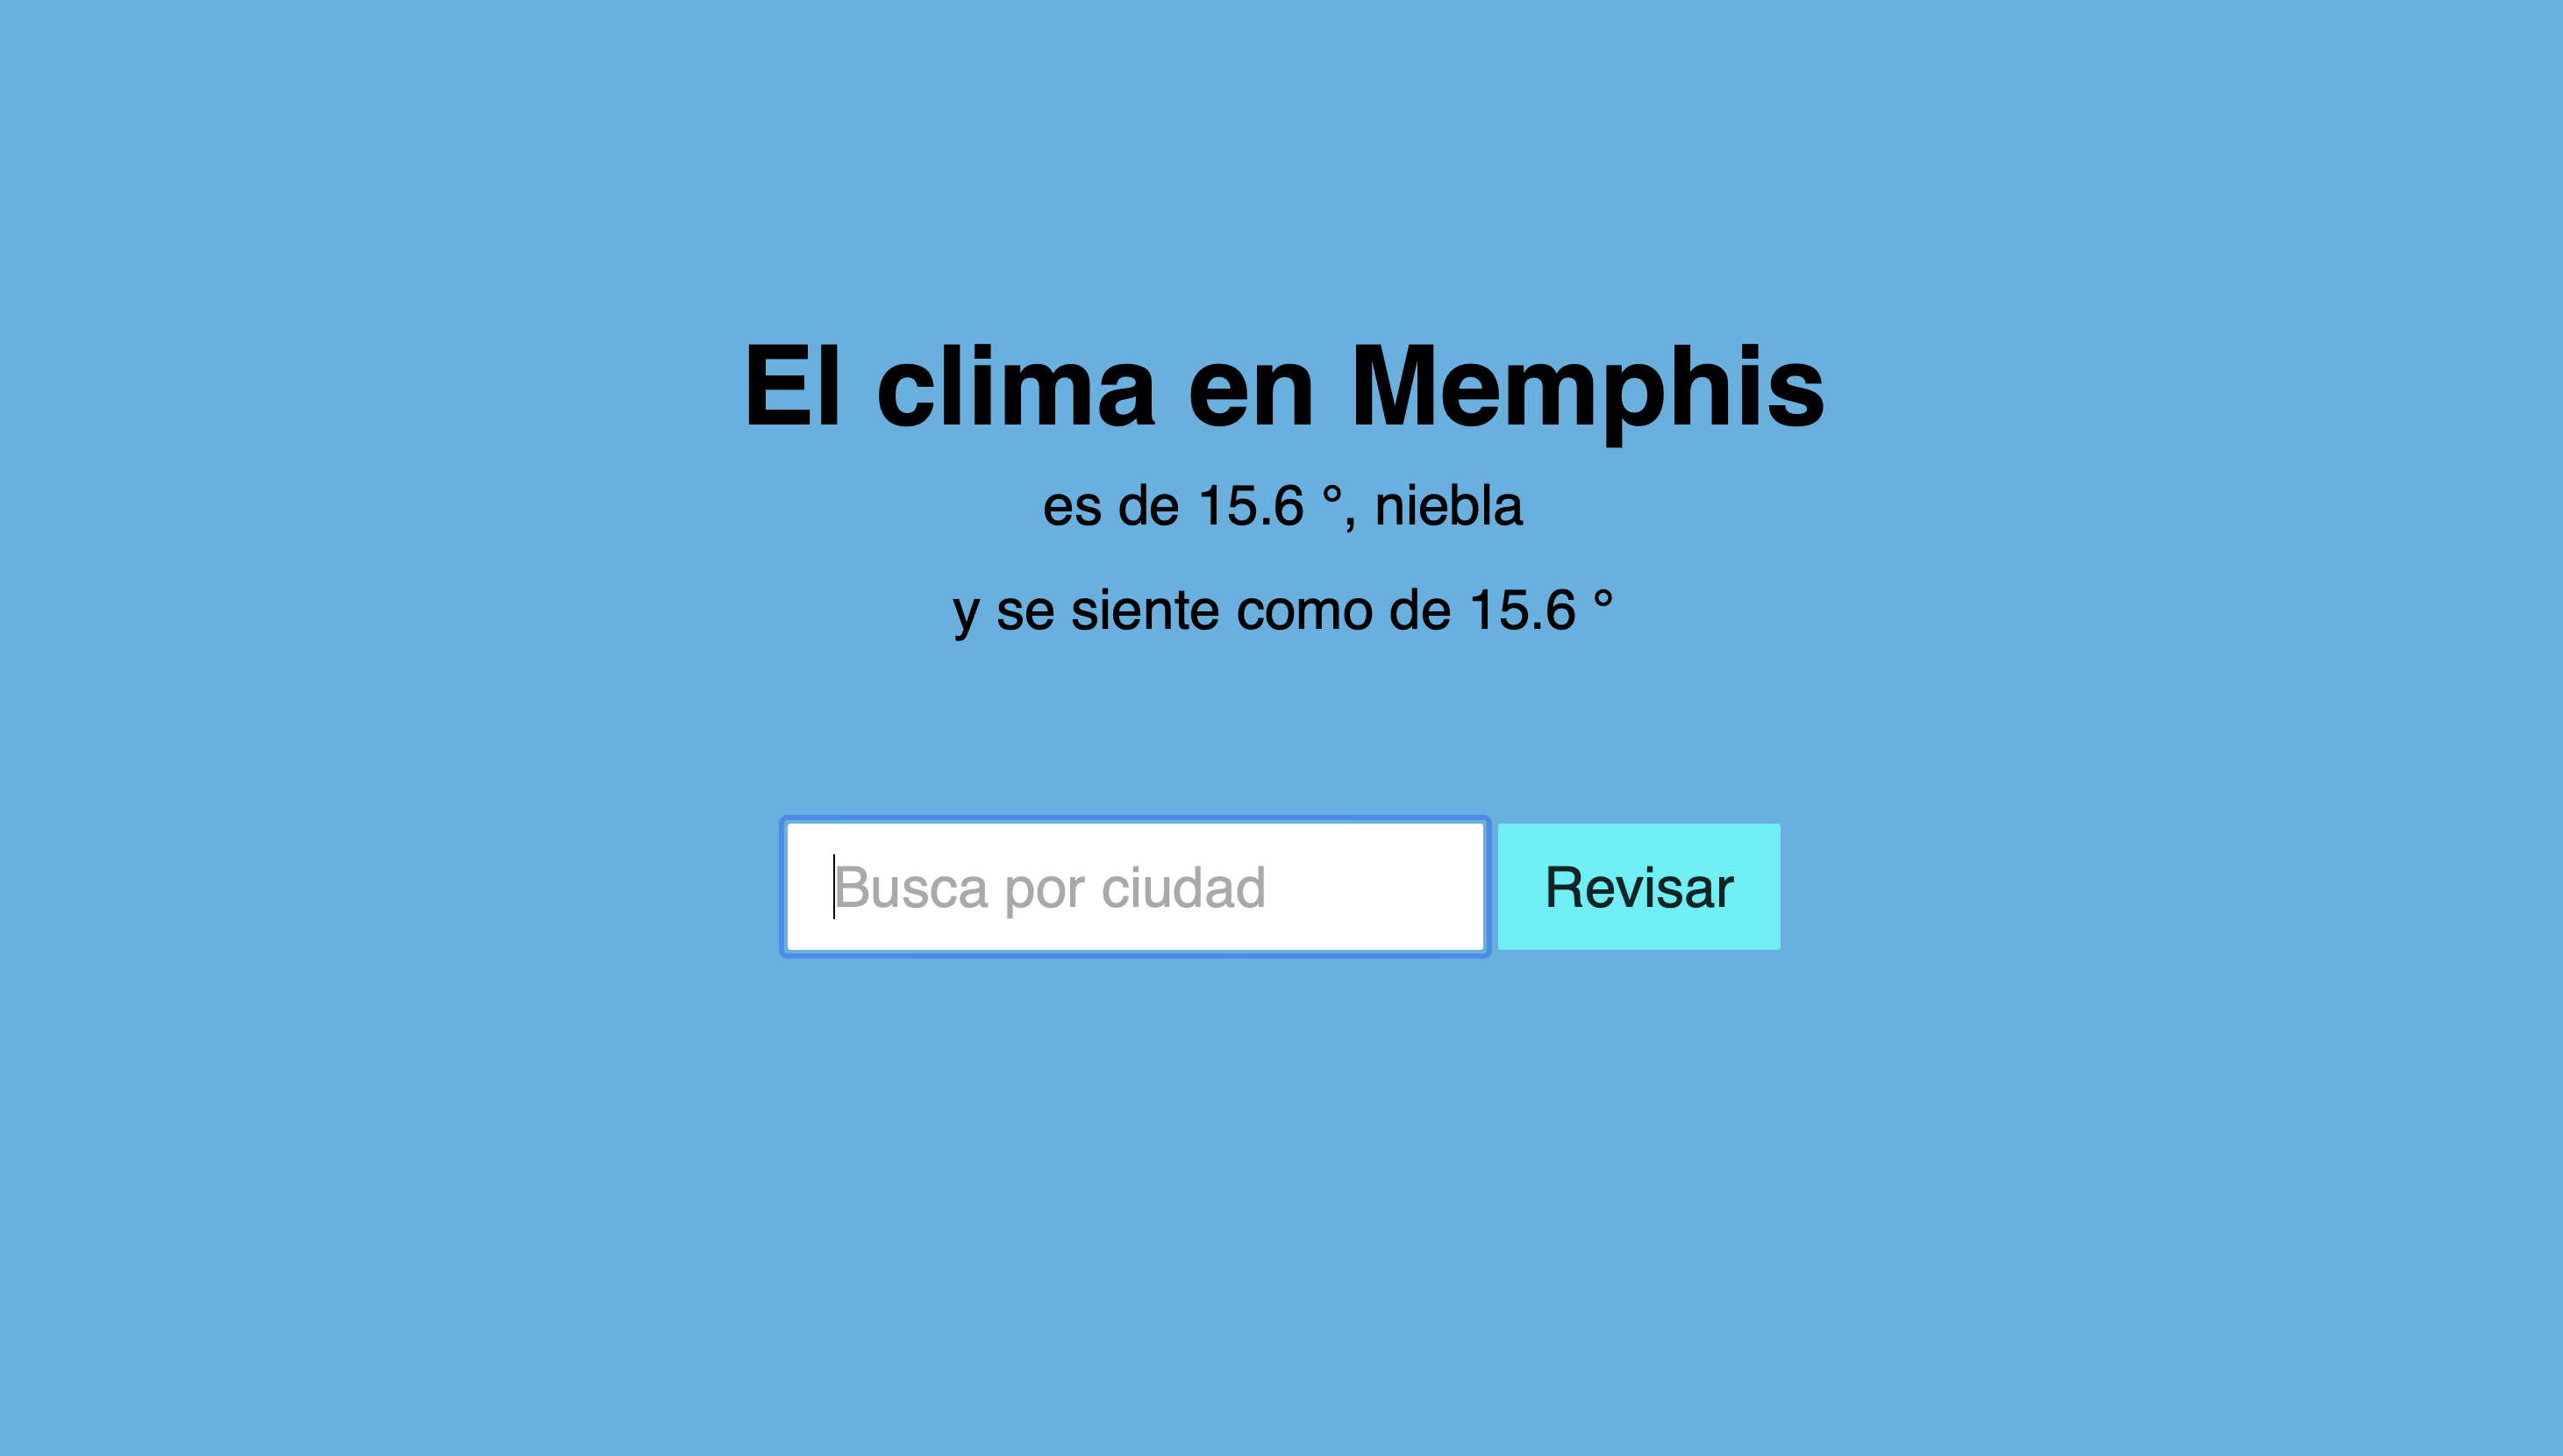 El clima en Memphis
es de 15.6 °, niebla
y se siente como de 15.6 °
Busca por ciudad
Revisar